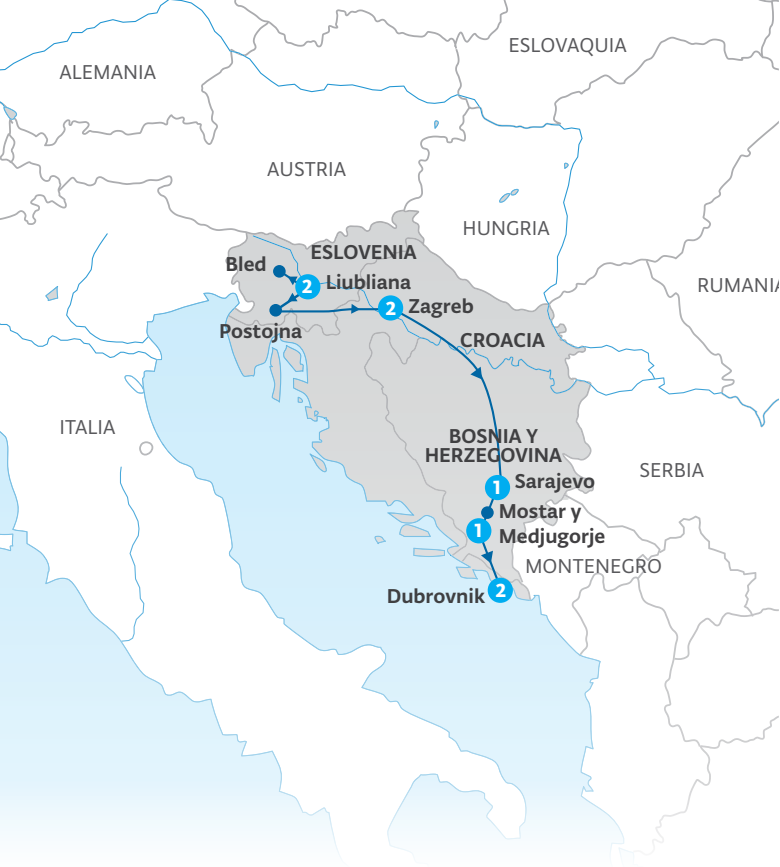 ESLOVAQUIA
ALEMANIA
AUSTRIA
HUNGRIA
ESLOVENIA
Bled
2 Liubliana
RUMANIA
2 Zagreb
Postojna
CROACIA
ITALIA
BOSNIA Y
HERZEGOVINA
SERBIA
1 Sarajevo
Mostar y
1 Medjugorje
MONTENEGRO
Dubrovnik 2